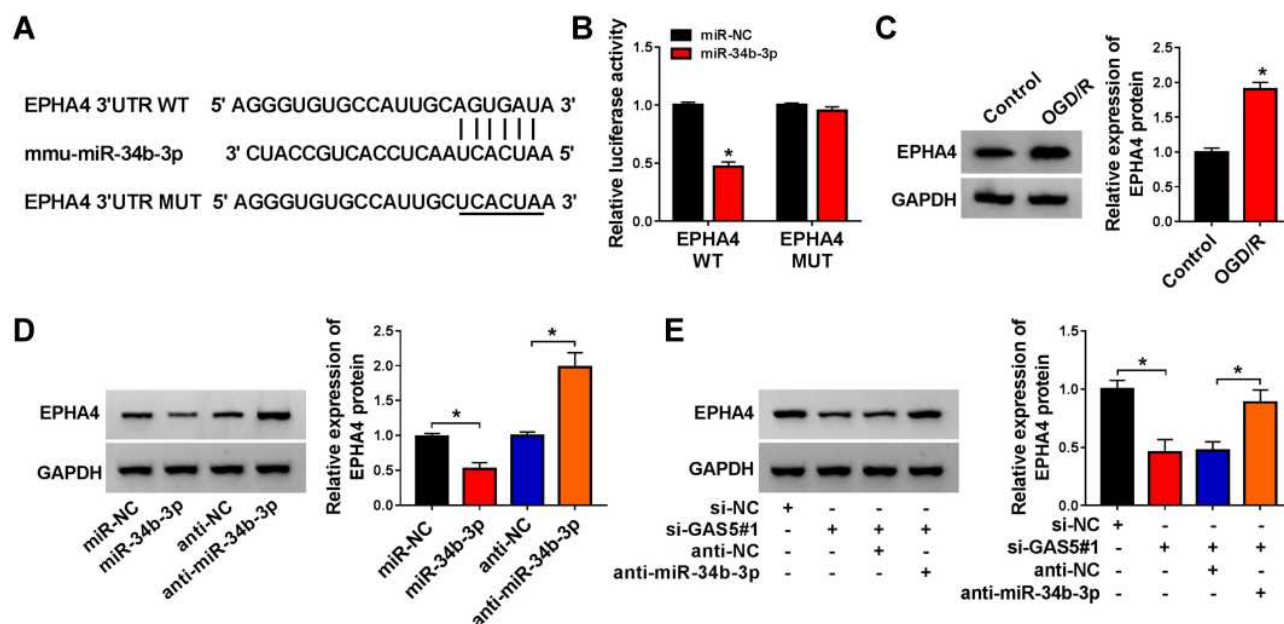 A
EPHA4 3'UTR WT 5' AGGGUGUGCCAUUGCAGUGAUA 3'
mmu-miR-34b-3p 3' CUACCGUCACCUCAAUCACUAA 5'
EPHA4 3'UTR MUT 5' AGGGUGUGCCAUUGCUCACUAA 3'
B
miR-NC
miR-34b-3p
Relative luciferase activity
1.5
1.0
0.5
0.0
EPHA4 WT
EPHA4 MUT
*
C
Control
OGD/R
EPHA4
GAPDH
Relative expression of
EPHA4 protein
2.5
2.0
1.5
1.0
0.5
0.0
*
Control
OGD/R
D
EPHA4
GAPDH
miR-NC
miR-34b-3p
anti-NC
anti-miR-34b-3p
Relative expression of
EPHA4 protein
2.5
2.0
1.5
1.0
0.5
0.0
*
*
miR-NC
miR-34b-3p
anti-NC
anti-miR-34b-3p
E
EPHA4
GAPDH
si-NC + - - -
si-GAS5#1 - + + +
anti-NC - - + -
anti-miR-34b-3p - - - +
Relative expression of
EPHA4 protein
1.5
1.0
0.5
0.0
*
*
si-NC + - - -
si-GAS5#1 - + + +
anti-NC - - + -
anti-miR-34b-3p - - - +